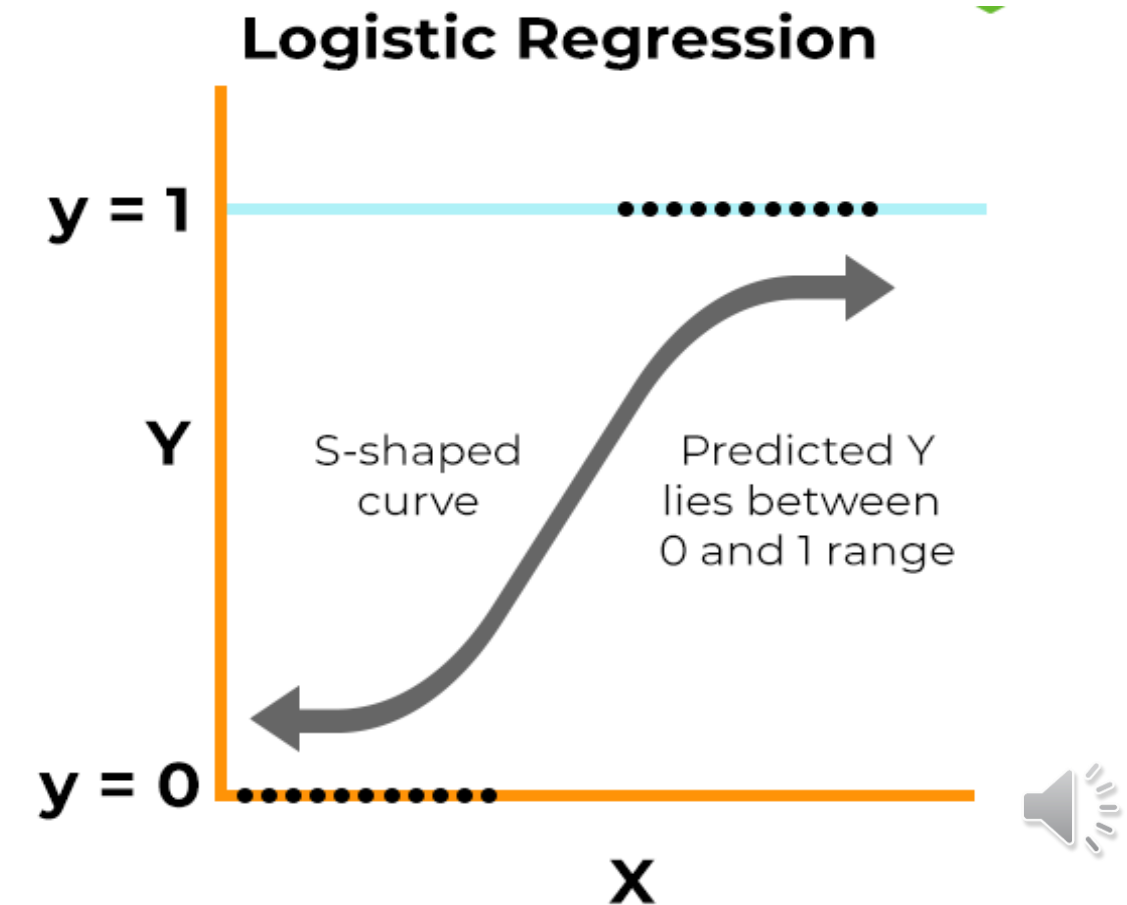 Logistic Regression
y = 1
Y
S-shaped
curve
Predicted Y
lies between
0 and 1 range
y = 0
X